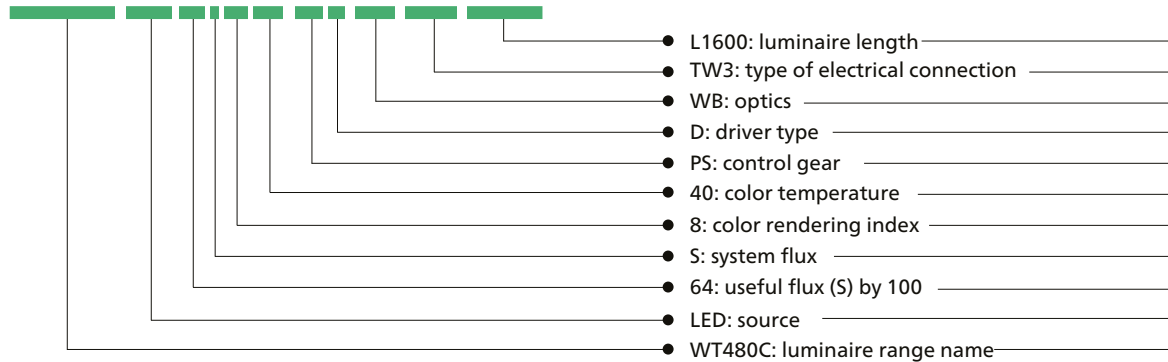 L1600: luminaire length
TW3: type of electrical connection
WB: optics
D: driver type
PS: control gear
40: color temperature
8: color rendering index
S: system flux
64: useful flux (S) by 100
LED: source
WT480C: luminaire range name